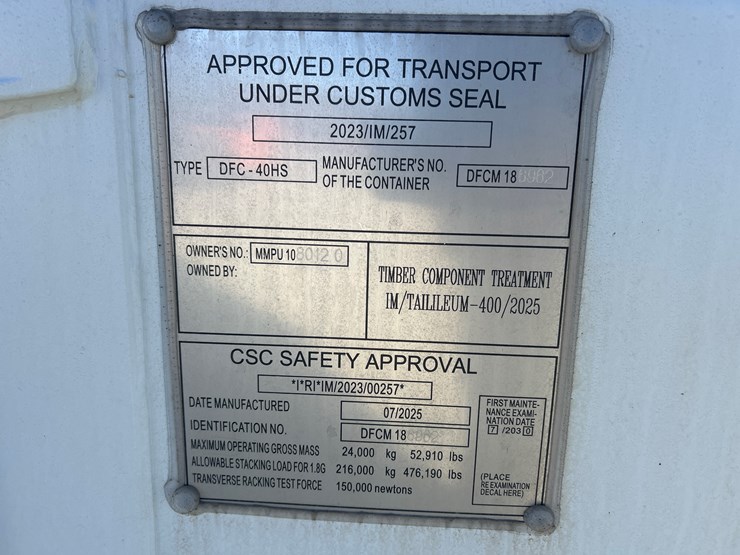 APPROVED FOR TRANSPORT
UNDER CUSTOMS SEAL
2023/IM/257
TYPE DFC - 40HS
MANUFACTURER'S NO.
OF THE CONTAINER
DFCM 18
OWNER'S NO.: MMPU 10
OWNED BY:
TIMBER COMPONENT TREATMENT
IM/TAILILEUM-400/2025
CSC SAFETY APPROVAL
*I*RI*IM/2023/00257*
DATE MANUFACTURED 07/2025
IDENTIFICATION NO. DFCM 18
MAXIMUM OPERATING GROSS MASS 24,000 kg 52,910 lbs
ALLOWABLE STACKING LOAD FOR 1.8G 216,000 kg 476,190 lbs
TRANSVERSE RACKING TEST FORCE 150,000 newtons
FIRST MAINTE-
NANCE EXAMI-
NATION DATE
7 /203 0
(PLACE
RE EXAMINATION
DECAL HERE)